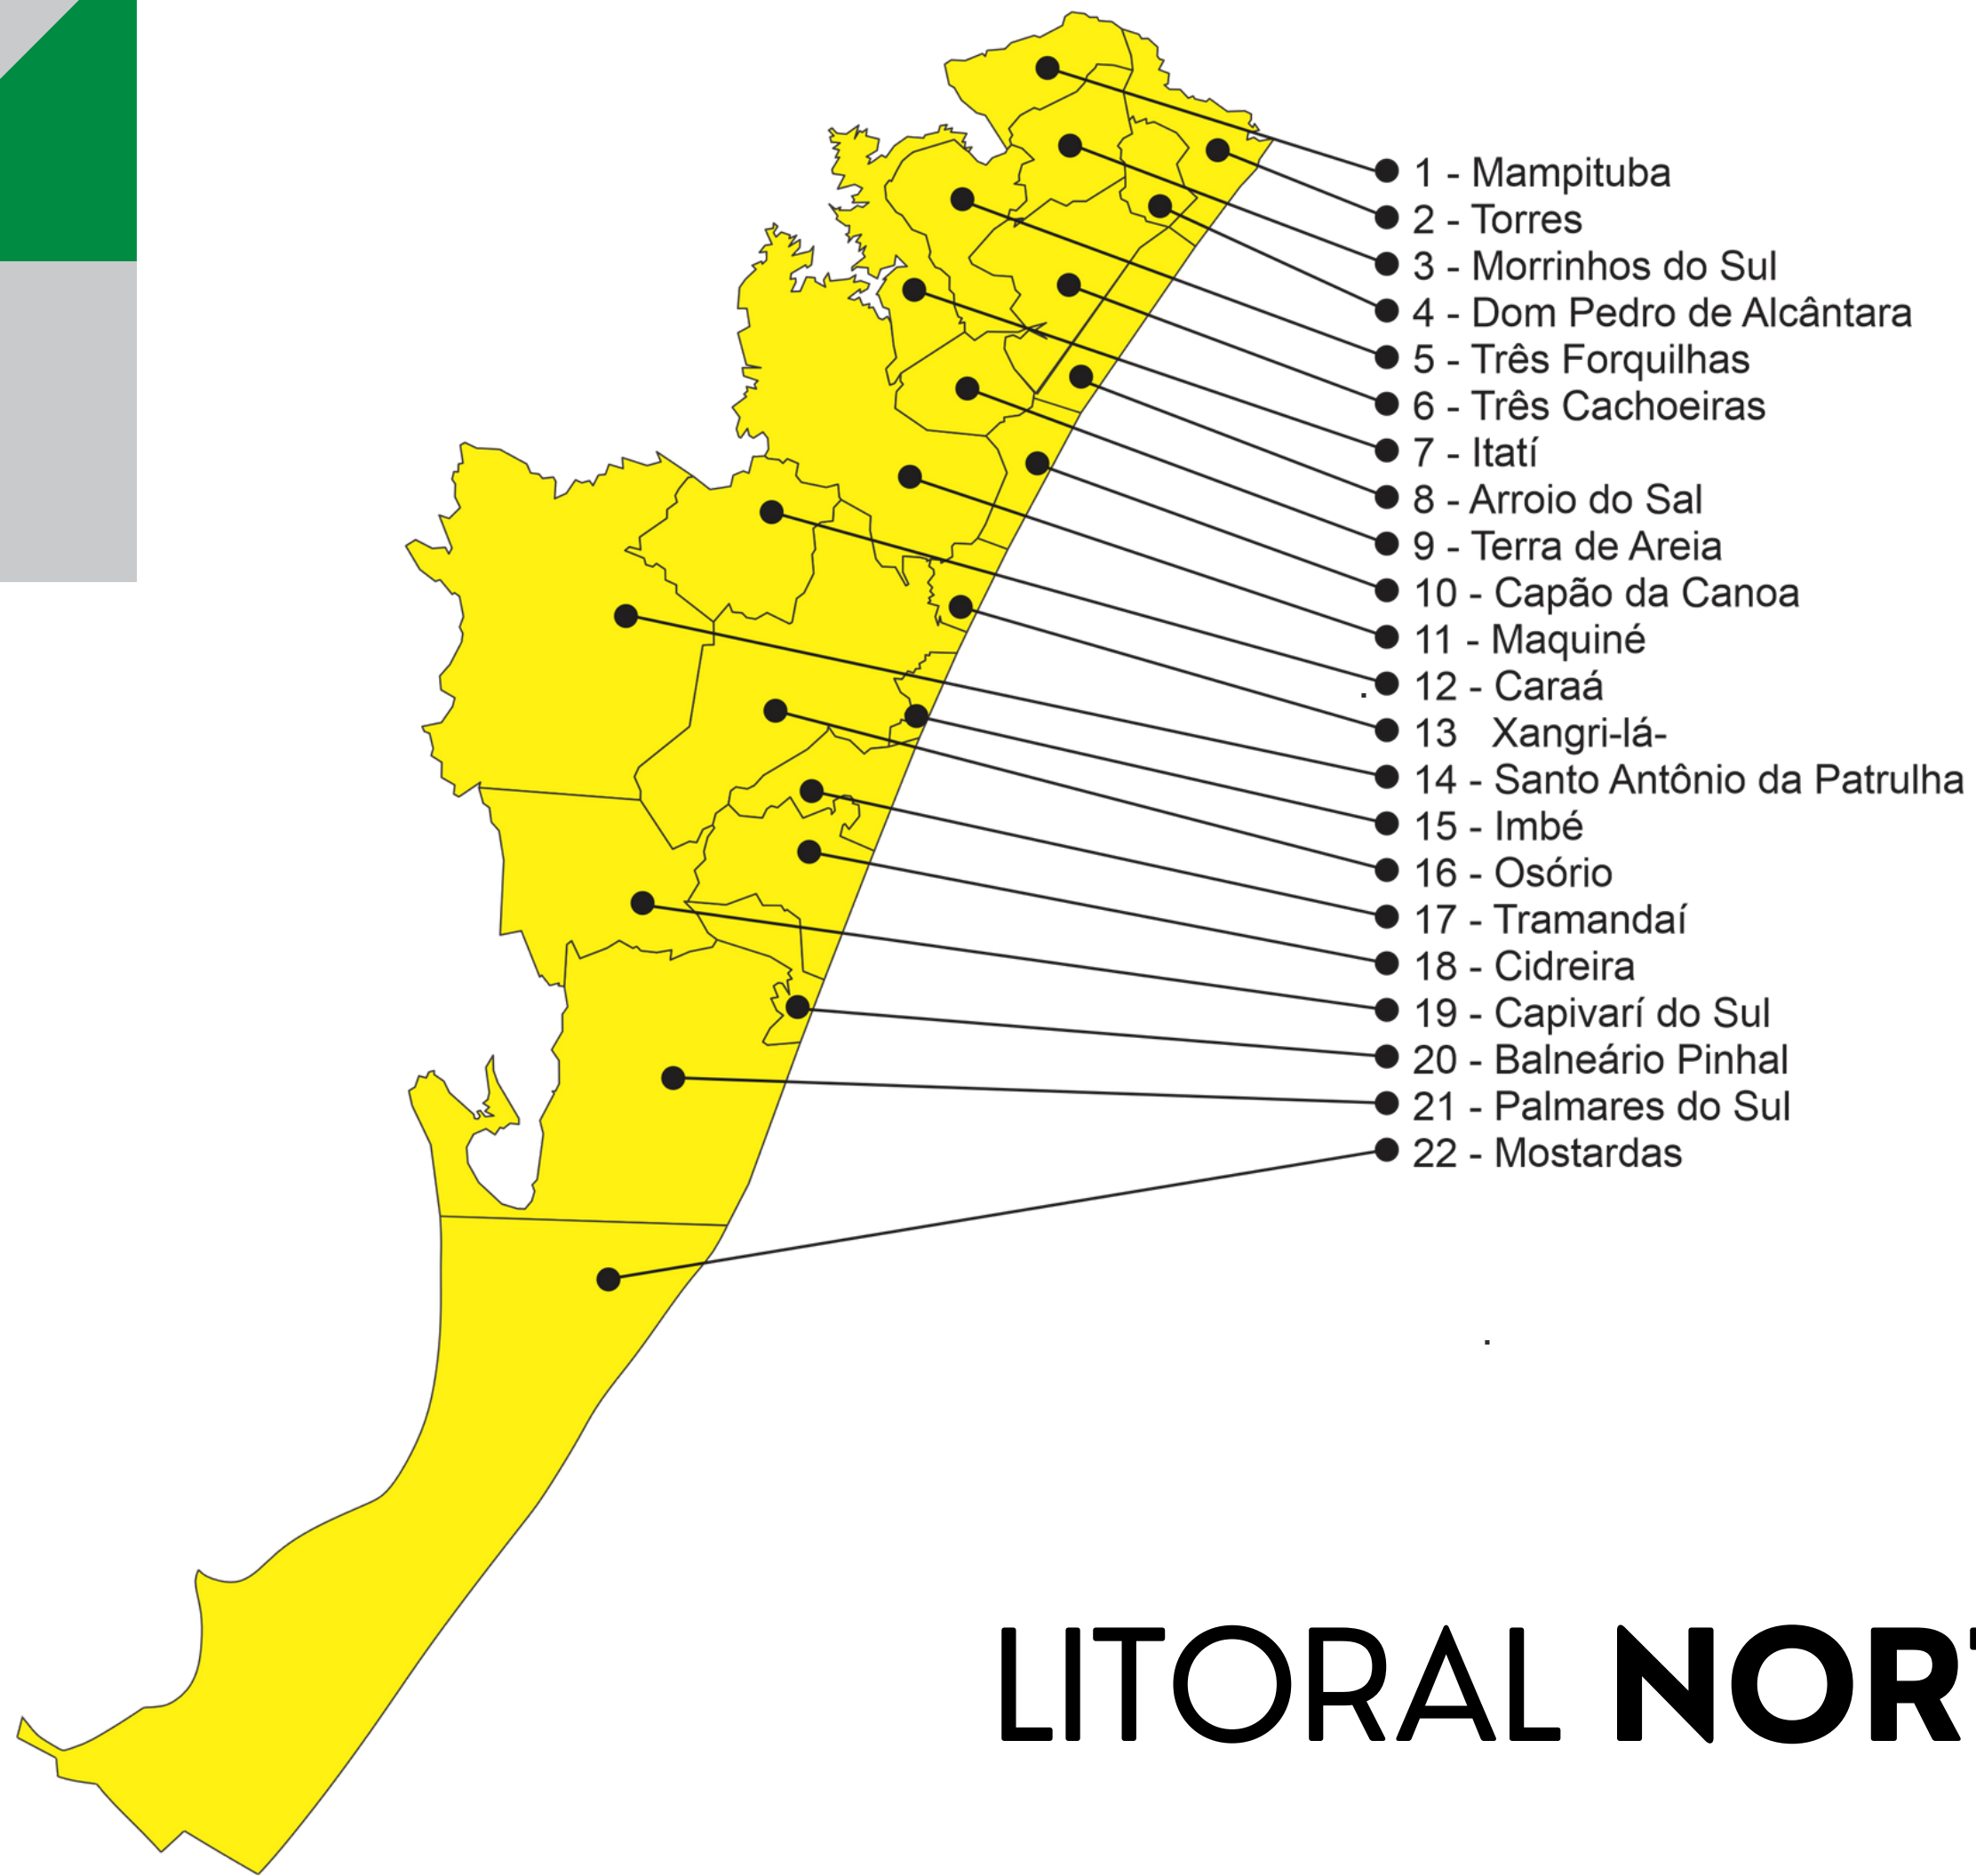 1 - Mampituba
2 - Torres
3 - Morrinhos do Sul
4 - Dom Pedro de Alcântara
5 - Três Forquilhas
6 - Três Cachoeiras
7 - Itatí
8 - Arroio do Sal
9 - Terra de Areia
10 - Capão da Canoa
11 - Maquiné
12 - Caraá
13 Xangri-lá-
14 - Santo Antônio da Patrulha
15 - Imbé
16 - Osório
17 - Tramandaí
18 - Cidreira
19 - Capivarí do Sul
20 - Balneário Pinhal
21 - Palmares do Sul
22 - Mostardas
LITORAL NOR